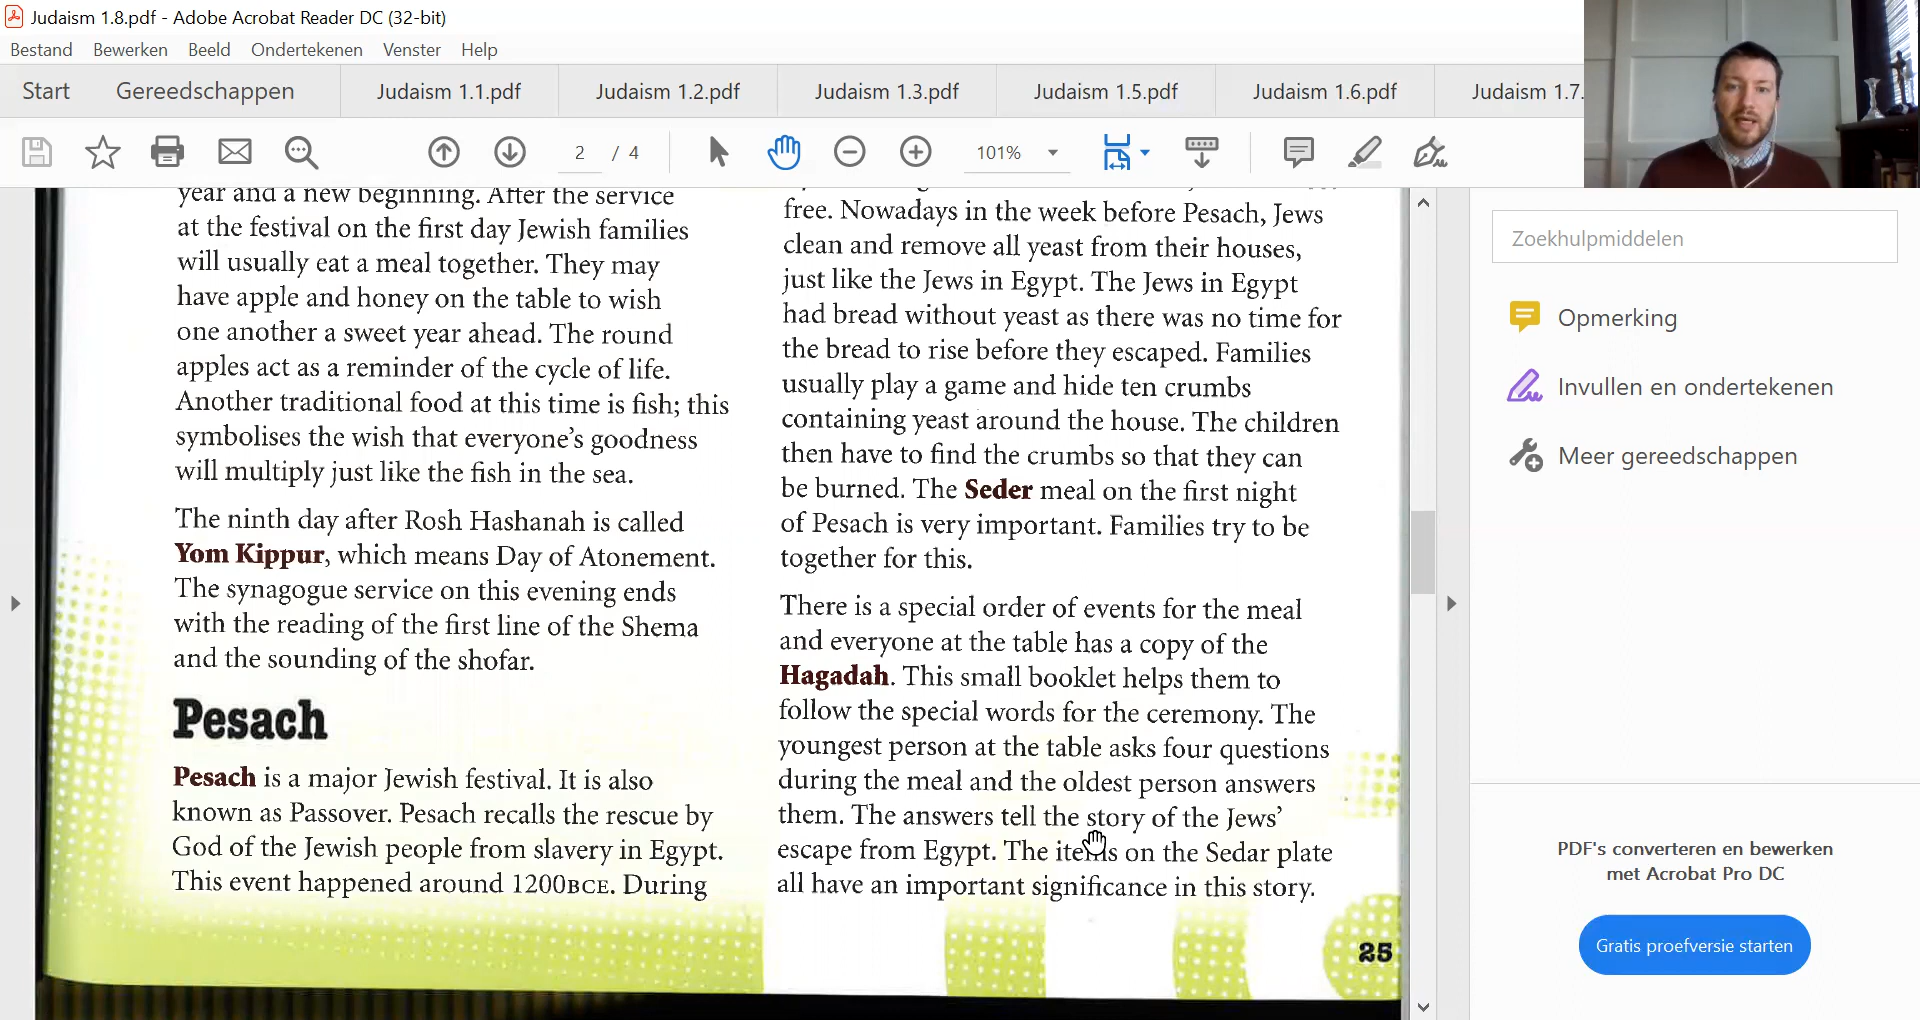 Judaism 1.8.pdf - Adobe Acrobat Reader DC (32-bit)
Bestand Bewerken Beeld Ondertekenen Venster Help
Start Gereedschappen Judaism 1.1.pdf Judaism 1.2.pdf Judaism 1.3.pdf Judaism 1.5.pdf Judaism 1.6.pdf Judaism 1.7.
2 / 4 101%
year and a new beginning. After the service
at the festival on the first day Jewish families
will usually eat a meal together. They may
have apple and honey on the table to wish
one another a sweet year ahead. The round
apples act as a reminder of the cycle of life.
Another traditional food at this time is fish; this
symbolises the wish that everyone's goodness
will multiply just like the fish in the sea.
The ninth day after Rosh Hashanah is called
Yom Kippur, which means Day of Atonement.
The synagogue service on this evening ends
with the reading of the first line of the Shema
and the sounding of the shofar.
Pesach
Pesach is a major Jewish festival. It is also
known as Passover. Pesach recalls the rescue by
God of the Jewish people from slavery in Egypt.
This event happened around 1200BCE. During
free. Nowadays in the week before Pesach, Jews
clean and remove all yeast from their houses,
just like the Jews in Egypt. The Jews in Egypt
had bread without yeast as there was no time for
the bread to rise before they escaped. Families
usually play a game and hide ten crumbs
containing yeast around the house. The children
then have to find the crumbs so that they can
be burned. The Seder meal on the first night
of Pesach is very important. Families try to be
together for this.
There is a special order of events for the meal
and everyone at the table has a copy of the
Hagadah. This small booklet helps them to
follow the special words for the ceremony. The
youngest person at the table asks four questions
during the meal and the oldest person answers
them. The answers tell the story of the Jews'
escape from Egypt. The items on the Sedar plate
all have an important significance in this story.
25
Zoekhulpmiddelen
Opmerking
Invullen en ondertekenen
Meer gereedschappen
PDF's converteren en bewerken
met Acrobat Pro DC
Gratis proefversie starten